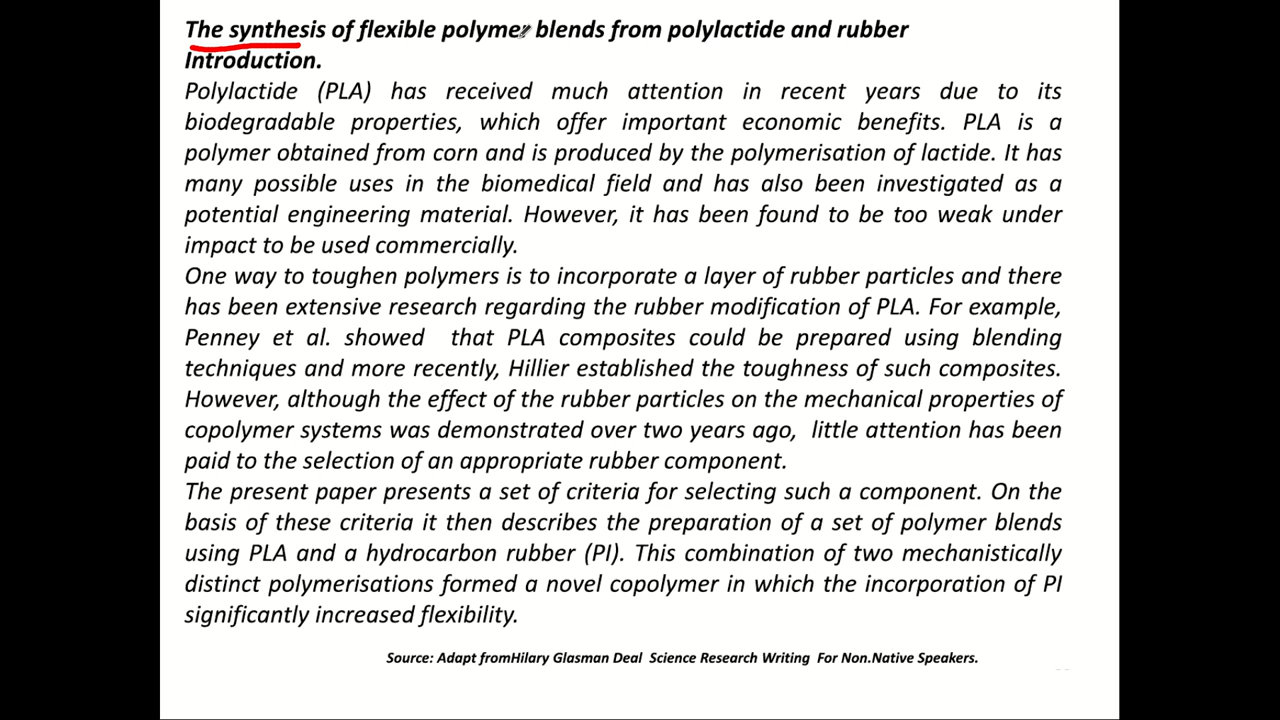 The synthesis of flexible polymer blends from polylactide and rubber
Introduction.
Polylactide (PLA) has received much attention in recent years due to its
biodegradable properties, which offer important economic benefits. PLA is a
polymer obtained from corn and is produced by the polymerisation of lactide. It has
many possible uses in the biomedical field and has also been investigated as a
potential engineering material. However, it has been found to be too weak under
impact to be used commercially.
One way to toughen polymers is to incorporate a layer of rubber particles and there
has been extensive research regarding the rubber modification of PLA. For example,
Penney et al. showed that PLA composites could be prepared using blending
techniques and more recently, Hillier established the toughness of such composites.
However, although the effect of the rubber particles on the mechanical properties of
copolymer systems was demonstrated over two years ago, little attention has been
paid to the selection of an appropriate rubber component.
The present paper presents a set of criteria for selecting such a component. On the
basis of these criteria it then describes the preparation of a set of polymer blends
using PLA and a hydrocarbon rubber (PI). This combination of two mechanistically
distinct polymerisations formed a novel copolymer in which the incorporation of PI
significantly increased flexibility.
Source: Adapt fromHilary Glasman Deal Science Research Writing For Non.Native Speakers.